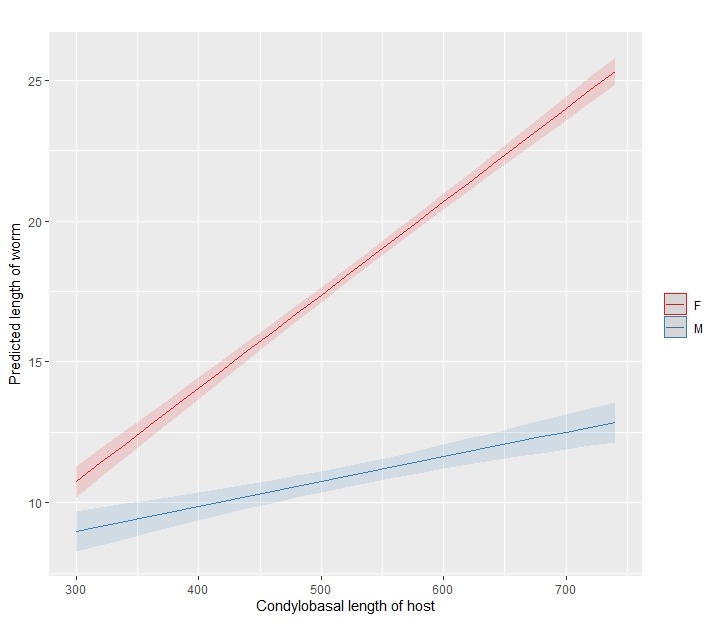 25
20
15
10
Predicted length of worm
300 400 500 600 700
Condylobasal length of host
F
M